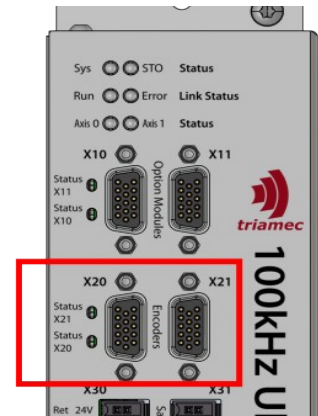 Sys STO Status
Run Error Link Status
Axis 0 Axis 1 Status
X10 X11
Status
X11
Status
X10
Option Modules
triamec
X20 X21
Status
X21
Status
X20
Encoders
100kHz
X30 X31
Ret 24V